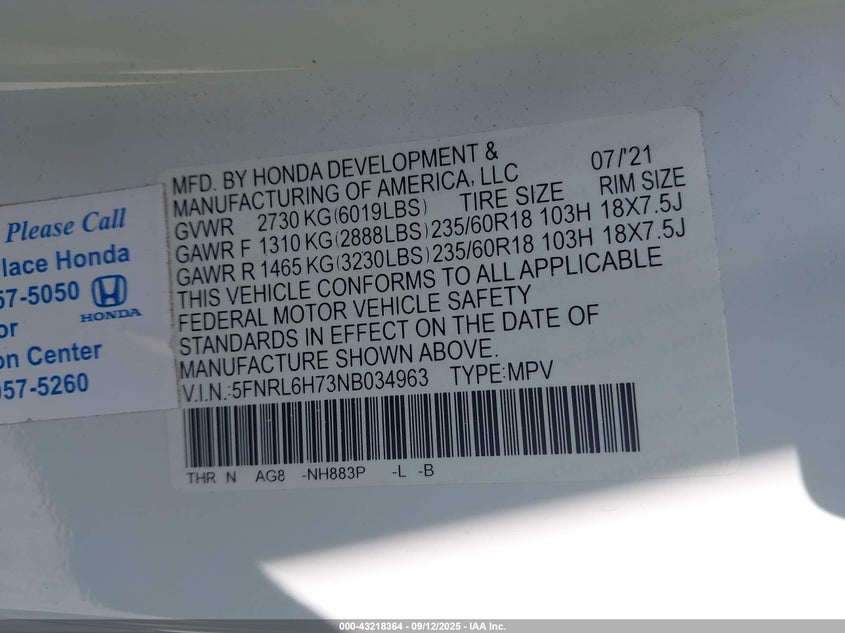 MFD. BY HONDA DEVELOPMENT &
MANUFACTURING OF AMERICA, LLC 07/'21
GVWR 2730 KG(6019LBS) TIRE SIZE RIM SIZE
GAWR F 1310 KG(2888LBS) 235/60R18 103H 18X7.5J
GAWR R 1465 KG(3230LBS) 235/60R18 103H 18X7.5J
THIS VEHICLE CONFORMS TO ALL APPLICABLE
FEDERAL MOTOR VEHICLE SAFETY
STANDARDS IN EFFECT ON THE DATE OF
MANUFACTURE SHOWN ABOVE.
V.I.N.:5FNRL6H73NB034963 TYPE:MPV
THR N AG8 -NH883P -L -B
Please Call
lace Honda
57-5050
HONDA
or
on Center
057-5260
000-43218364 - 09/12/2025 - IAA Inc.